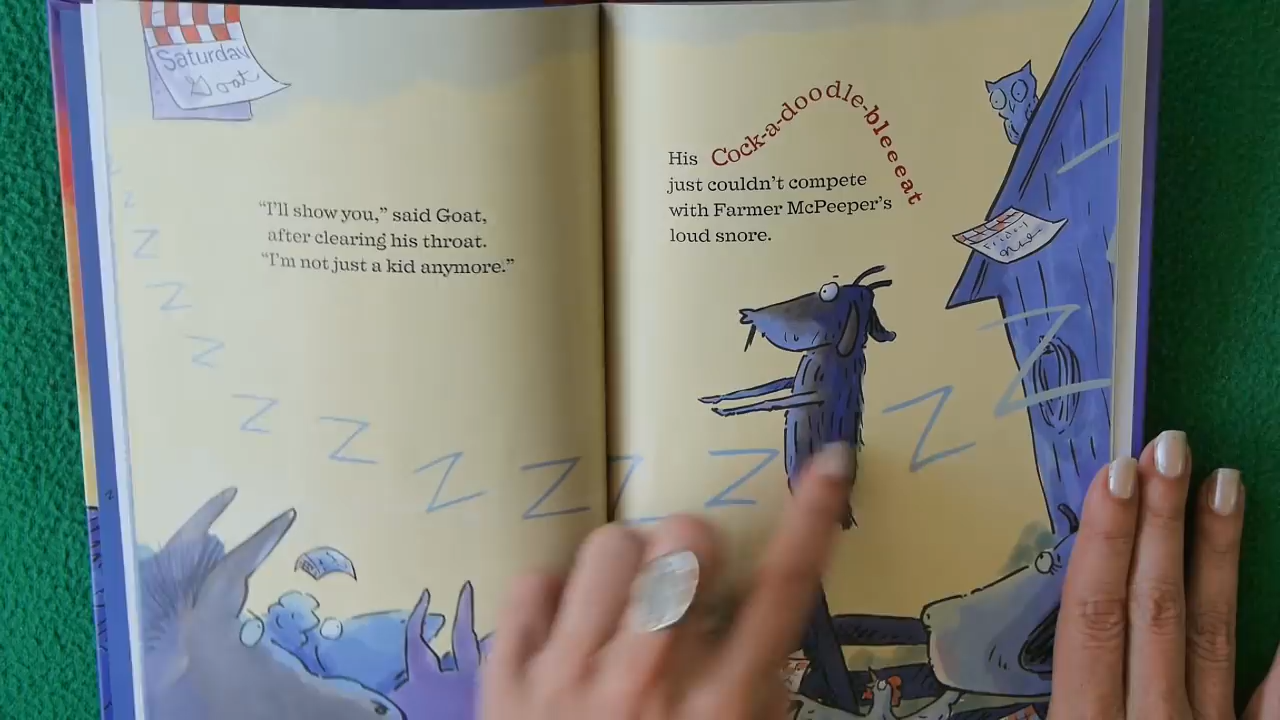 Saturday
Goat
“I’ll show you,” said Goat,
after clearing his throat.
“I’m not just a kid anymore.”
His Cock-a-doodle-bleeeat
just couldn’t compete
with Farmer McPeeper’s
loud snore.
Friday
z
Z
Z
Z
Z
Z
Z
Z
Z
Z
Z
Z